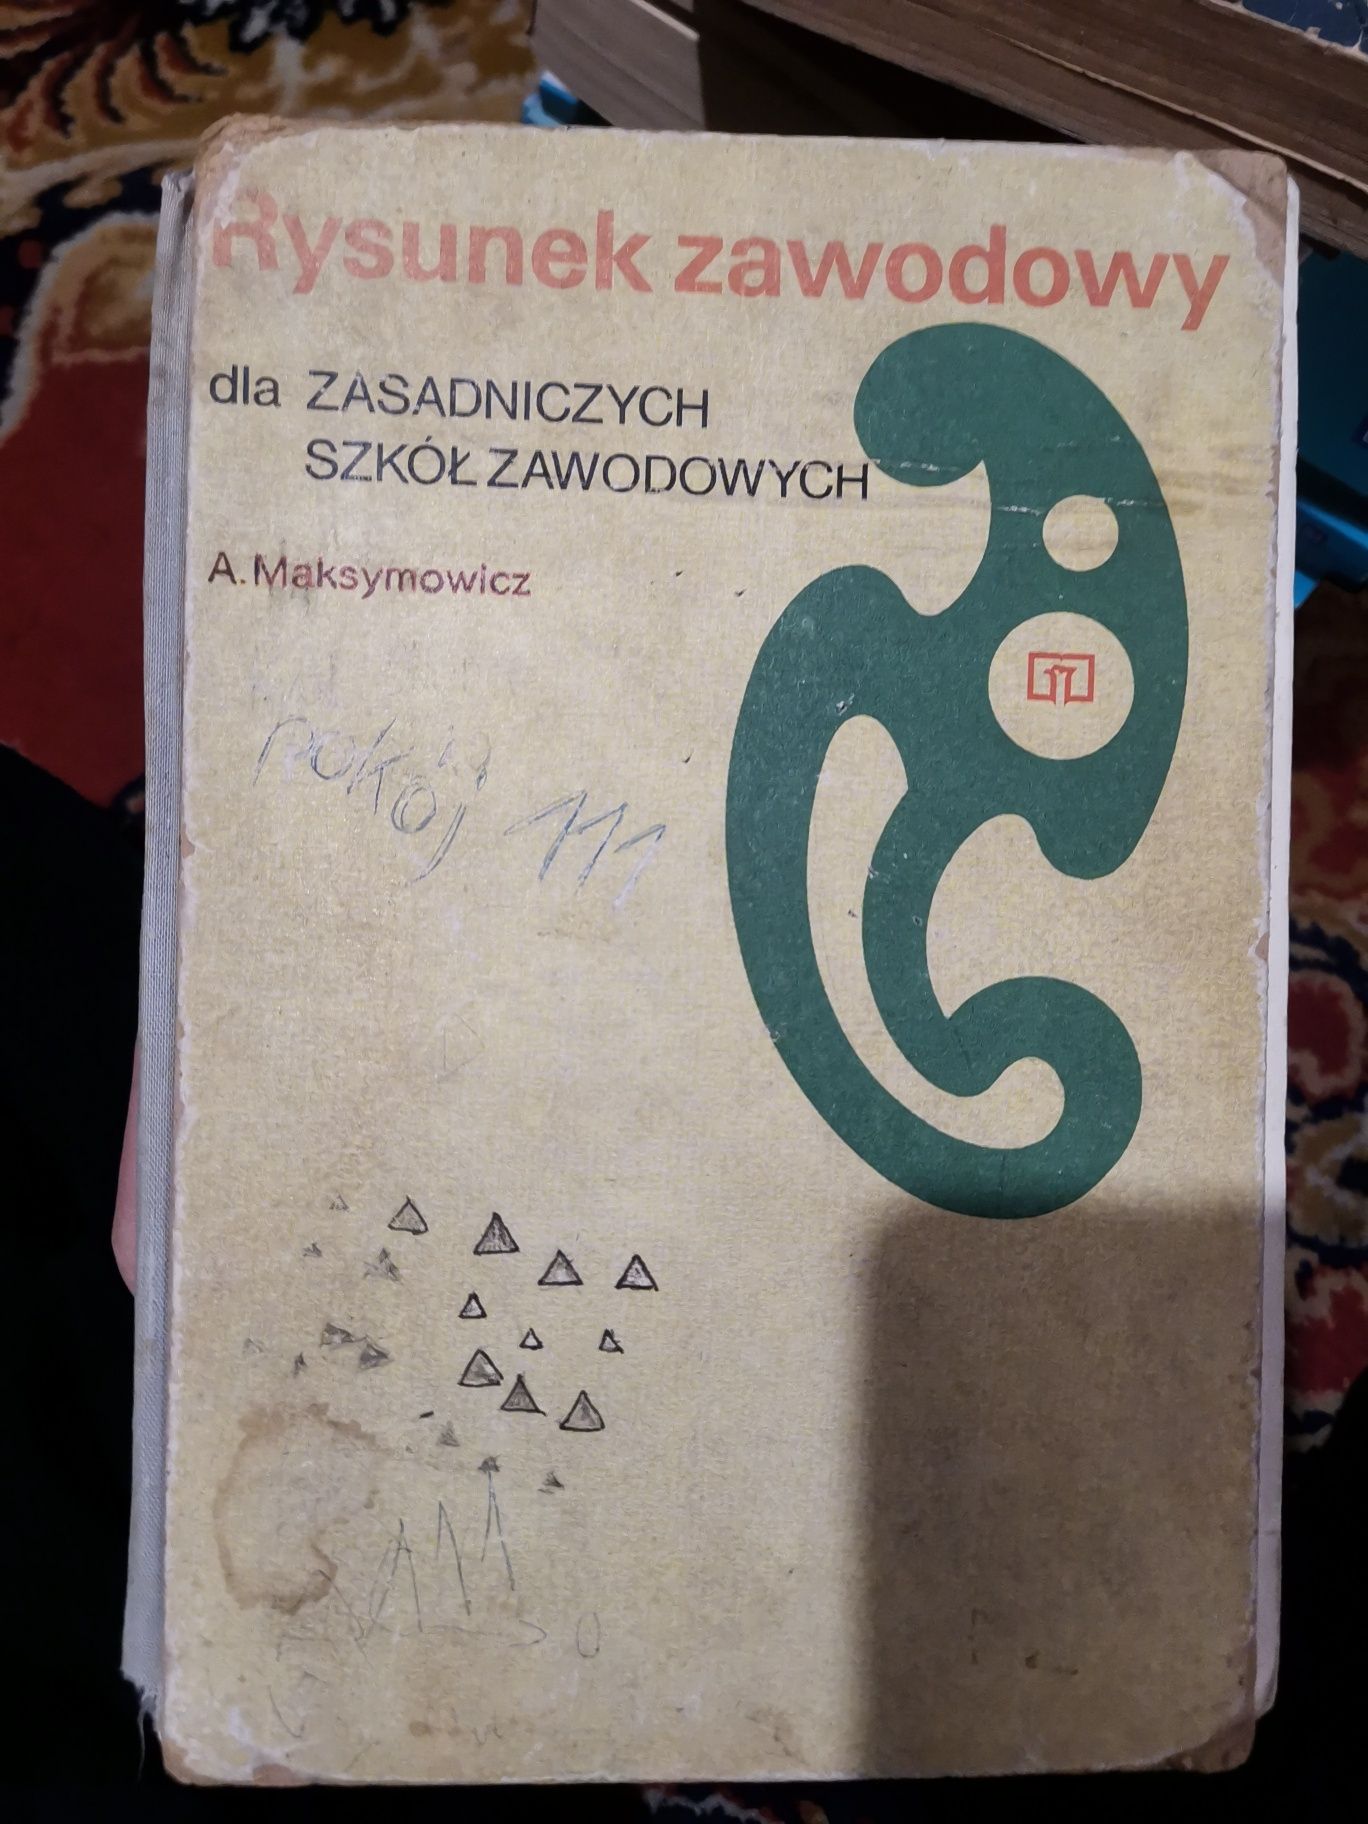 Rysunek zawodowy
dla ZASADNICZYCH
SZKÓŁ ZAWODOWYCH
A. Maksymowicz
pokój 111